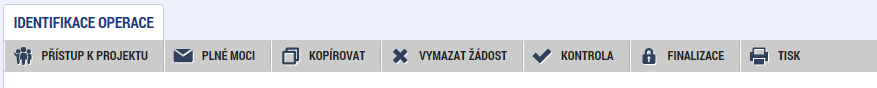 IDENTIFIKACE OPERACE
PŘÍSTUP K PROJEKTU PLNÉ MOCI KOPÍROVAT VYMAZAT ŽÁDOST KONTROLA FINALIZACE TISK